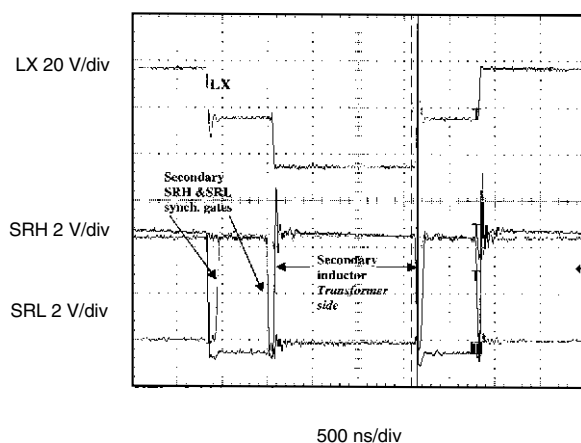 LX 20 V/div
LX
Secondary
SRH &SRL
synch. gates
SRH 2 V/div
Secondary
inductor
Transformer
side
SRL 2 V/div
500 ns/div